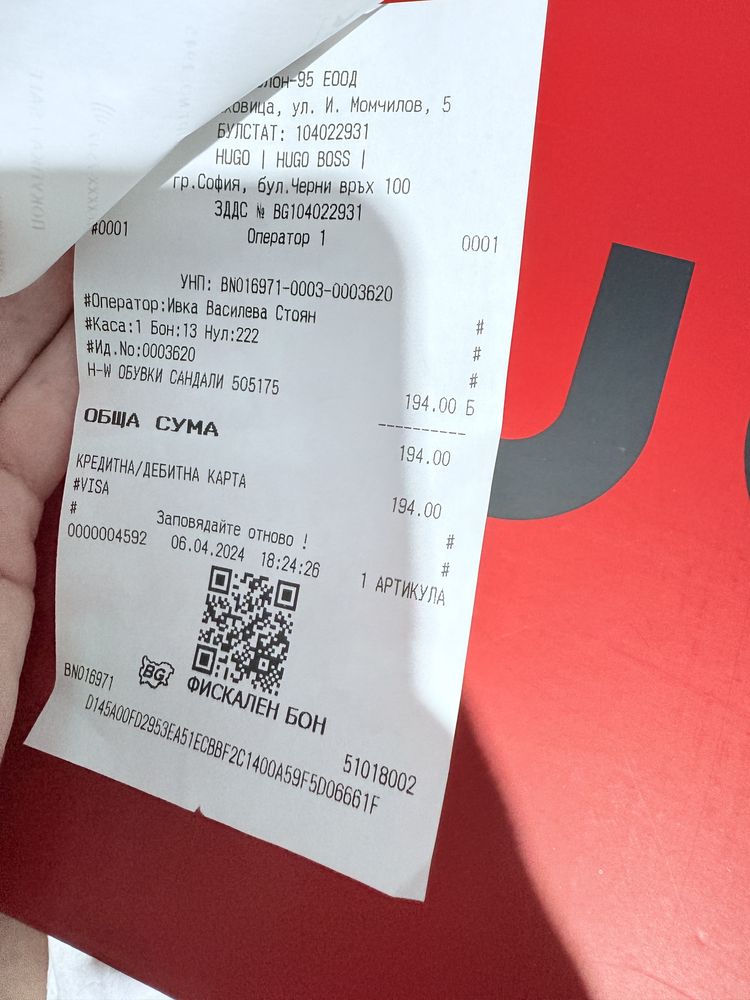 ЕООД
ул. И. Момчилов, 5
БУЛСТАТ: 104022931
HUGO | HUGO BOSS |
гр.София, бул.Черни връх 100
ЗДДС № BG104022931
#0001 Оператор 1 0001
УНП: BN016971-0003-0003620
#Оператор:Ивка Василева Стоян #
#Каса:1 Бон:13 Нул:222 #
#Ид.No:0003620 #
H-W ОБУВКИ САНДАЛИ 505175 194.00 Б
ОБЩА СУМА 194.00
КРЕДИТНА/ДЕБИТНА КАРТА 194.00
#VISA #
# Заповядайте отново ! #
0000004592 06.04.2024 18:24:26 1 АРТИКУЛА
BG
BN016971 ФИСКАЛЕН БОН 51018002
D145A00FD2953EA51ECBBF2C1400A59F5D06661F
U